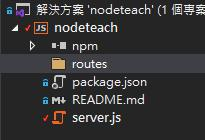 解決方案 'nodeteach' (1 個專案
nodeteach
npm
routes
package.json
README.md
server.js